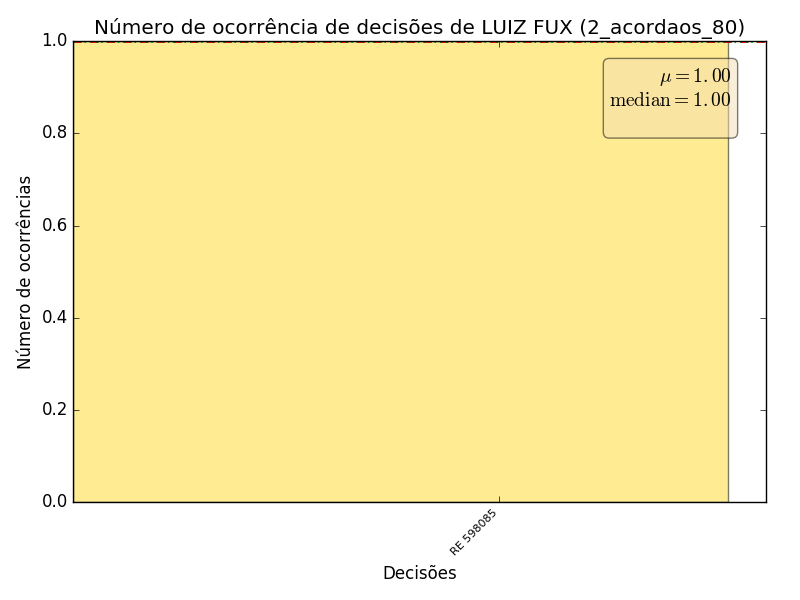 Número de ocorrência de decisões de LUIZ FUX (2_acordaos_80)
1.0
0.8
0.6
0.4
0.2
0.0
μ = 1.00
median = 1.00
Número de ocorrências
RE 598085
Decisões